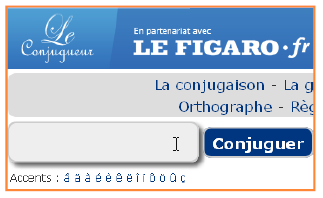 Le
Conjugueur
En partenariat avec
LE FIGARO·fr
La conjugaison - La g
Orthographe - Règ
Conjuguer
Accents : á â à é è ê ë î ï ô ö û ç